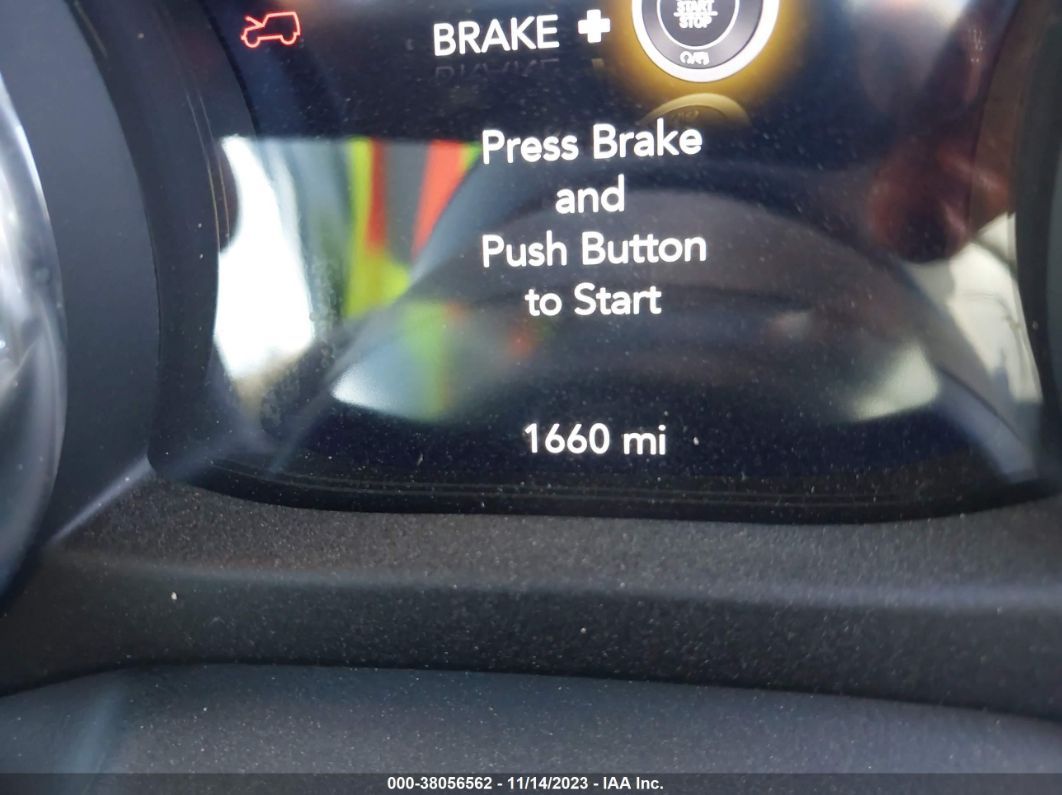 START
STOP
BRAKE +
Press Brake
and
Push Button
to Start
1660 mi
000-38056562 - 11/14/2023 - IAA Inc.